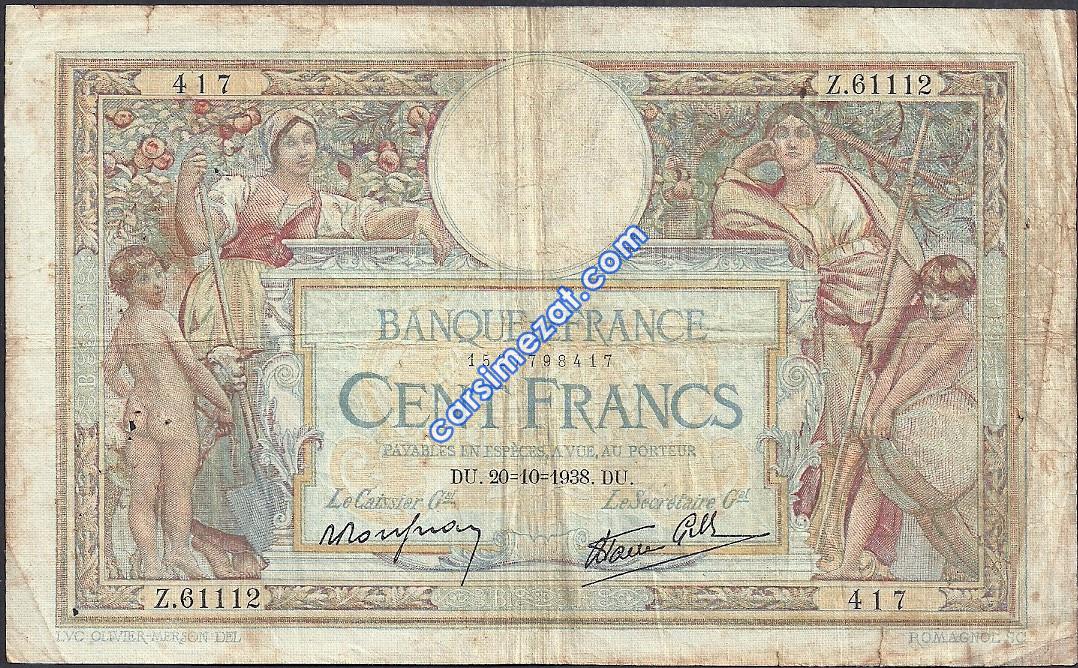 417 Z.61112
BANQUE FRANCE
798417
CENT FRANCS
PAYABLES EN ESPÈCES, A VUE, AU PORTEUR
DU. 20=10=1938. DU.
Le Caissier Gal Le Secrétaire Gal
Z.61112 417
LVC OLIVIER-MERSON DEL ROMAGNOL SC
carsimezat.com